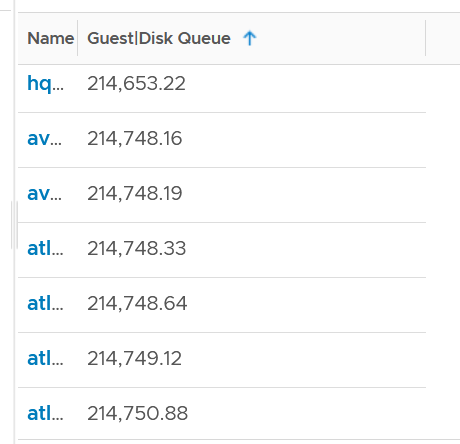 Name Guest|Disk Queue
hq... 214,653.22
av... 214,748.16
av... 214,748.19
atl... 214,748.33
atl... 214,748.64
atl... 214,749.12
atl... 214,750.88